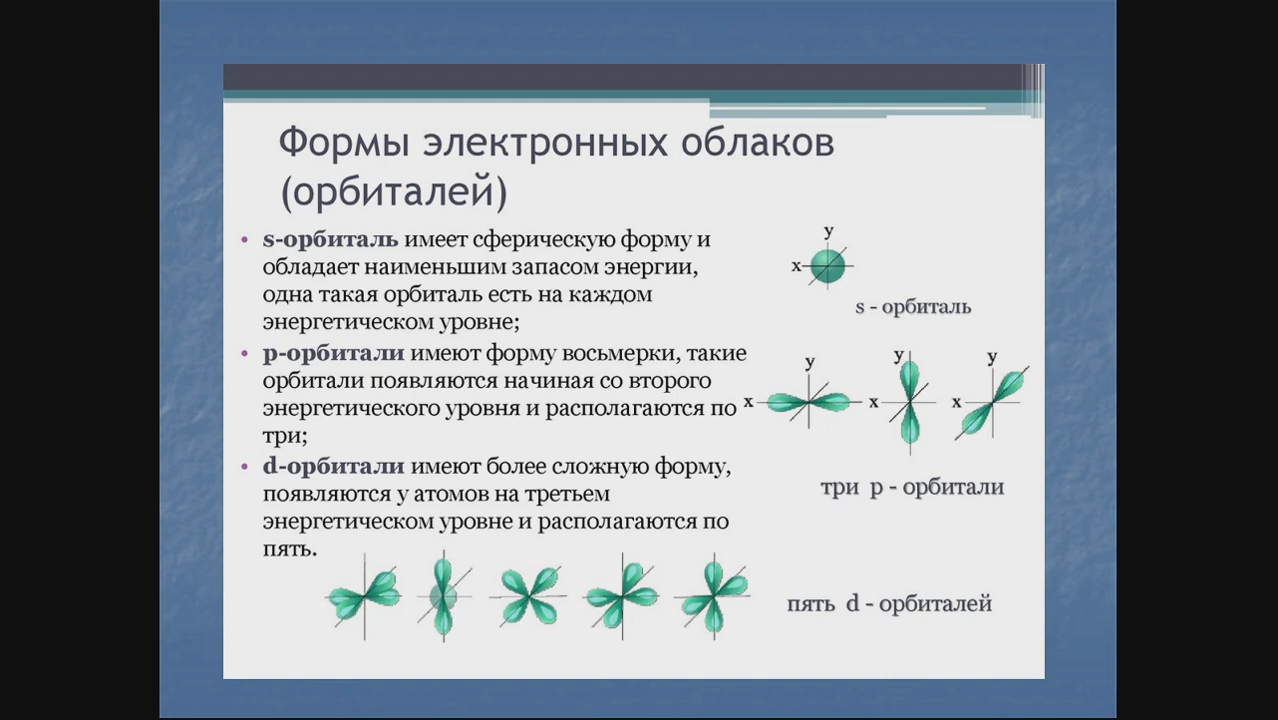 Формы электронных облаков
(орбиталей)
• s-орбиталь имеет сферическую форму и
обладает наименьшим запасом энергии,
одна такая орбиталь есть на каждом
энергетическом уровне;
• p-орбитали имеют форму восьмерки, такие
орбитали появляются начиная со второго
энергетического уровня и располагаются по
три;
• d-орбитали имеют более сложную форму,
появляются у атомов на третьем
энергетическом уровне и располагаются по
пять.
y
x
s - орбиталь
y y y
x x x
три p - орбитали
пять d - орбиталей